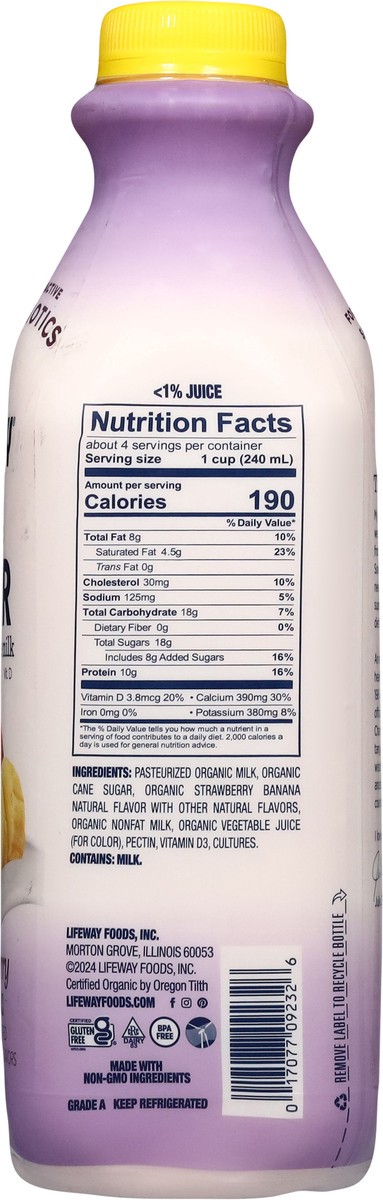 CTIVE
OTICS
<1% JUICE
Nutrition Facts
about 4 servings per container
Serving size 1 cup (240 mL)
Amount per serving
Calories 190
% Daily Value*
Total Fat 8g 10%
Saturated Fat 4.5g 23%
Trans Fat 0g
Cholesterol 30mg 10%
Sodium 125mg 5%
Total Carbohydrate 18g 7%
Dietary Fiber 0g 0%
Total Sugars 18g
Includes 8g Added Sugars 16%
Protein 10g 16%
Vitamin D 3.8mcg 20% • Calcium 390mg 30%
Iron 0mg 0% • Potassium 380mg 8%
*The % Daily Value tells you how much a nutrient in a
serving of food contributes to a daily diet. 2,000 calories a
day is used for general nutrition advice.
INGREDIENTS: PASTEURIZED ORGANIC MILK, ORGANIC
CANE SUGAR, ORGANIC STRAWBERRY BANANA
NATURAL FLAVOR WITH OTHER NATURAL FLAVORS,
ORGANIC NONFAT MILK, ORGANIC VEGETABLE JUICE
(FOR COLOR), PECTIN, VITAMIN D3, CULTURES.
CONTAINS: MILK.
LIFEWAY FOODS, INC.
MORTON GROVE, ILLINOIS 60053
©2024 LIFEWAY FOODS, INC.
Certified Organic by Oregon Tilth
LIFEWAYFOODS.COM
CERTIFIED
GLUTEN
FREE
DAIRY
BPA
FREE
MADE WITH
NON-GMO INGREDIENTS
GRADE A KEEP REFRIGERATED
0 17077 09232 6
REMOVE LABEL TO RECYCLE BOTTLE